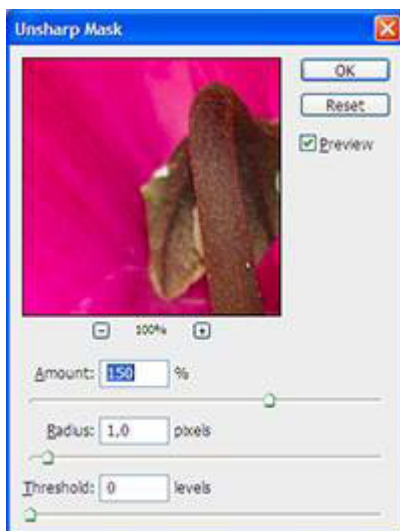 Unsharp Mask
OK
Reset
Preview
100%
Amount: 150 %
Radius: 1,0 pixels
Threshold: 0 levels